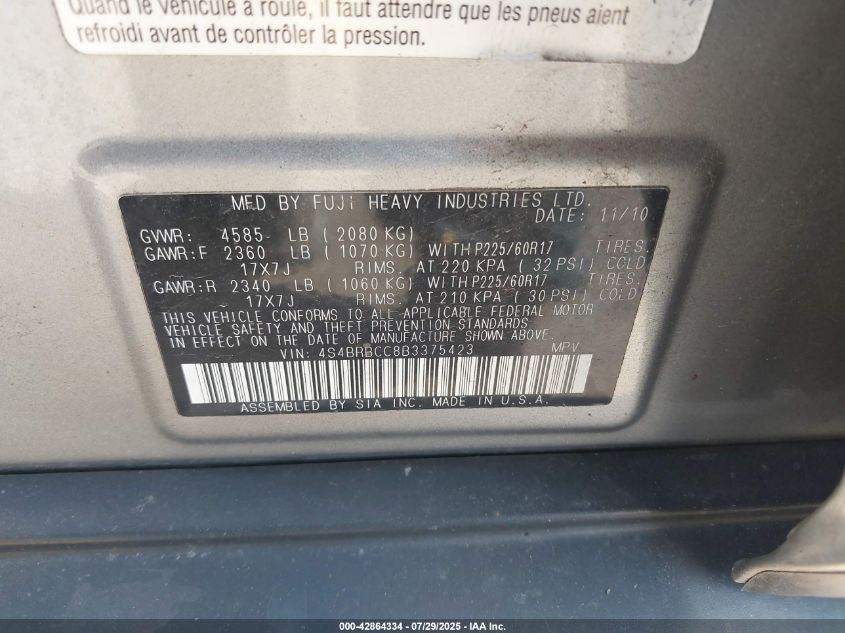 Quand le véhicule a roulé, il faut attendre que les pneus aient
refroidi avant de contrôler la pression.
MFD BY FUJI HEAVY INDUSTRIES LTD.
DATE: 11/10
GVWR: 4585 LB ( 2080 KG)
GAWR:F 2360 LB ( 1070 KG) WITH P225/60R17 TIRES,
17X7J RIMS, AT 220 KPA ( 32 PSI) COLD
GAWR:R 2340 LB ( 1060 KG) WITH P225/60R17 TIRES,
17X7J RIMS, AT 210 KPA ( 30 PSI) COLD
THIS VEHICLE CONFORMS TO ALL APPLICABLE FEDERAL MOTOR
VEHICLE SAFETY AND THEFT PREVENTION STANDARDS
IN EFFECT ON THE DATE OF MANUFACTURE SHOWN ABOVE.
VIN: 4S4BRBCC8B3375423 MPV
ASSEMBLED BY SIA INC. MADE IN U.S.A.
000-42864334 / 07/29/2025 - IAA Inc.